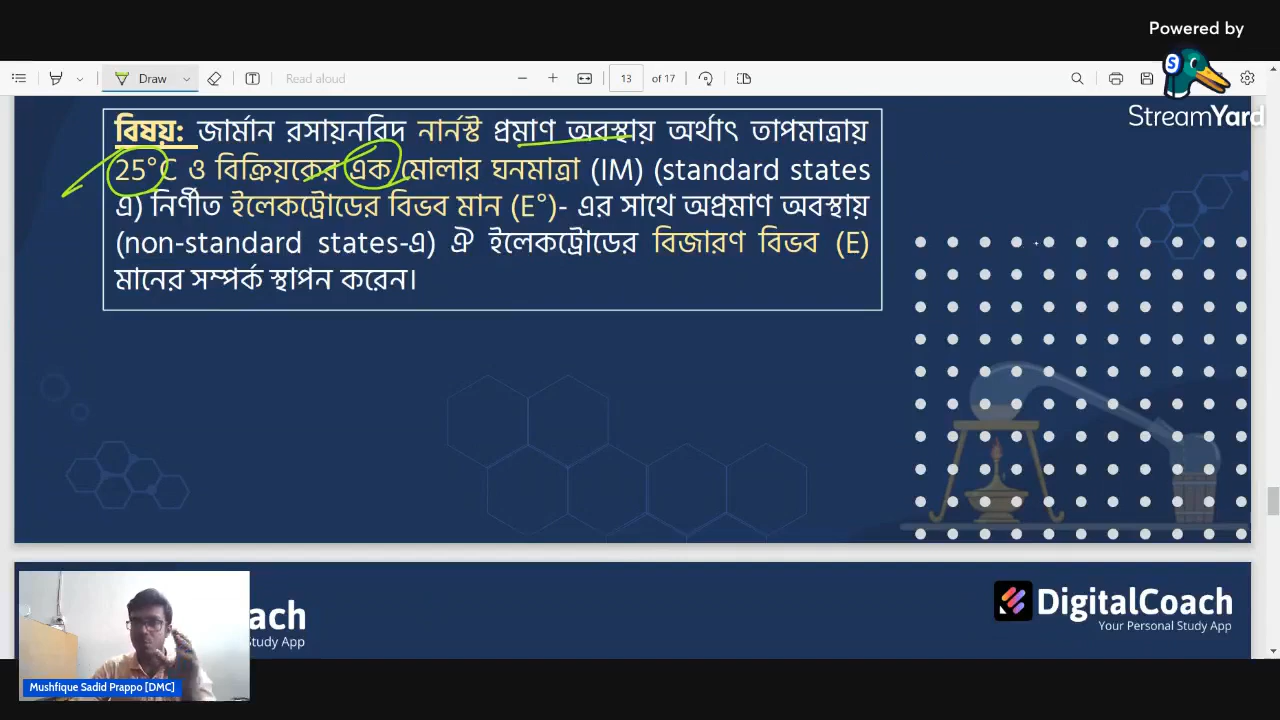 Powered by
StreamYard
Draw
Read aloud
13
of 17
বিষয়: জার্মান রসায়নবিদ নার্নস্ট প্রমাণ অবস্থায় অর্থাৎ তাপমাত্রায়
25°C ও বিক্রিয়কের এক মোলার ঘনমাত্রা (IM) (standard states
এ) নির্ণীত ইলেকট্রোডের বিভব মান (E°)- এর সাথে অপ্রমাণ অবস্থায়
(non-standard states-এ) ঐ ইলেকট্রোডের বিজারণ বিভব (E)
মানের সম্পর্ক স্থাপন করেন।
ach
tudy App
DigitalCoach
Your Personal Study App
Mushfique Sadid Prappo [DMC]